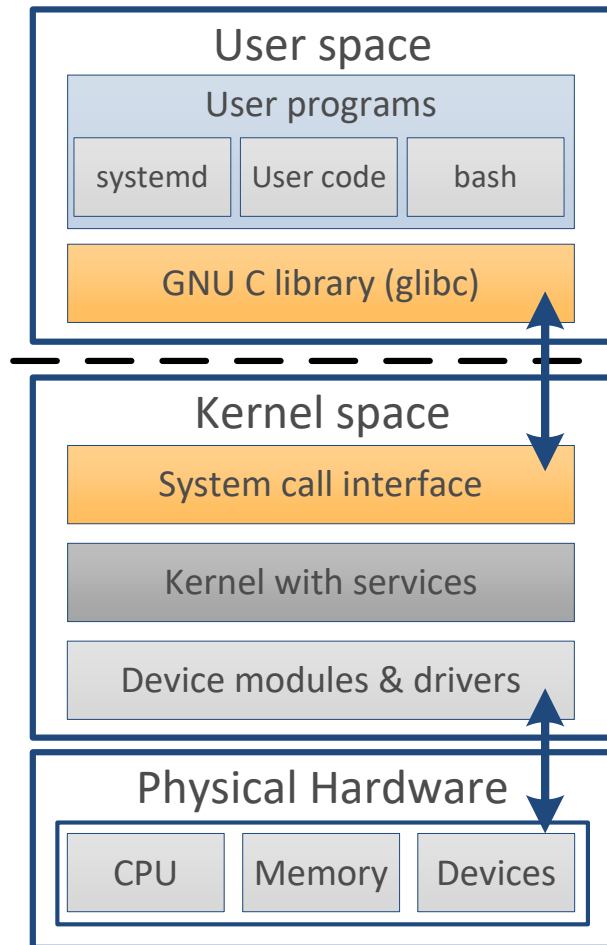 User space
User programs
systemd
User code
bash
GNU C library (glibc)
Kernel space
System call interface
Kernel with services
Device modules & drivers
Physical Hardware
CPU
Memory
Devices